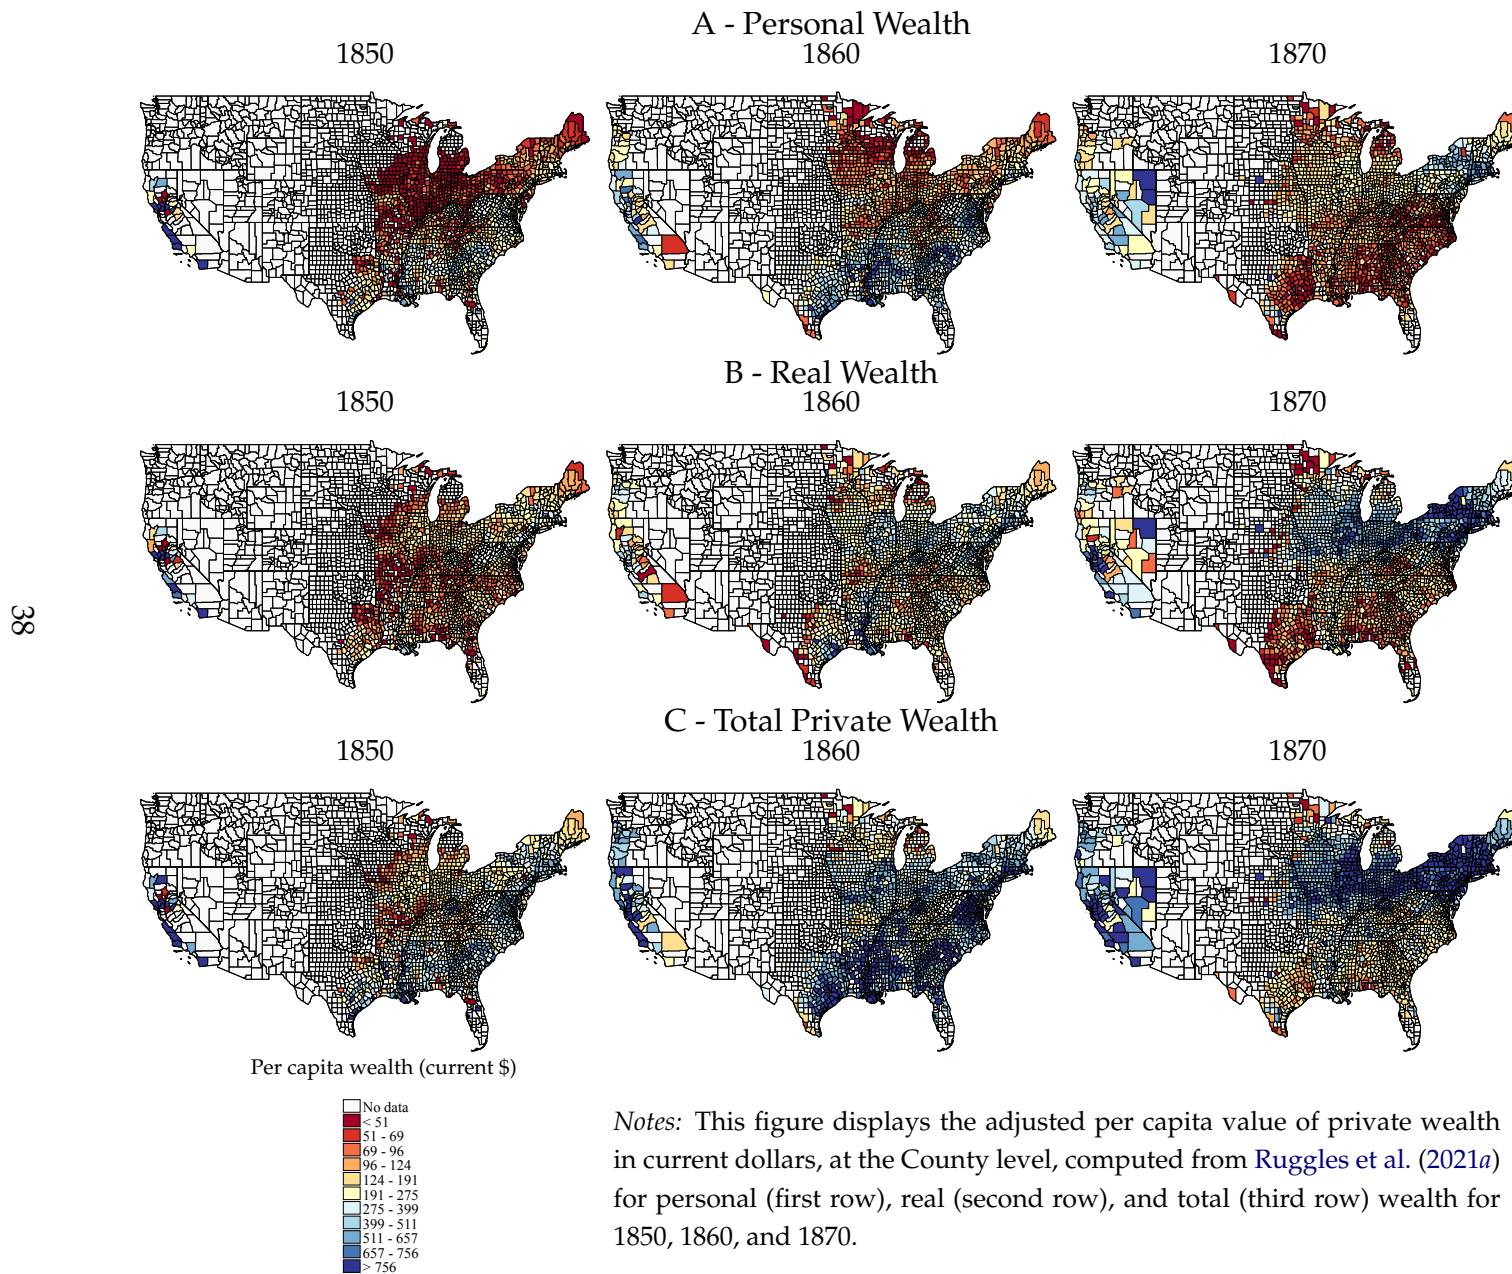 A - Personal Wealth
1850
1860
1870
B - Real Wealth
1850
1860
1870
C - Total Private Wealth
1850
1860
1870
38
Per capita wealth (current $)
No data
< 51
51 - 69
69 - 96
96 - 124
124 - 191
191 - 275
275 - 399
399 - 511
511 - 657
657 - 756
> 756
Notes: This figure displays the adjusted per capita value of private wealth
in current dollars, at the County level, computed from Ruggles et al. (2021a)
for personal (first row), real (second row), and total (third row) wealth for
1850, 1860, and 1870.